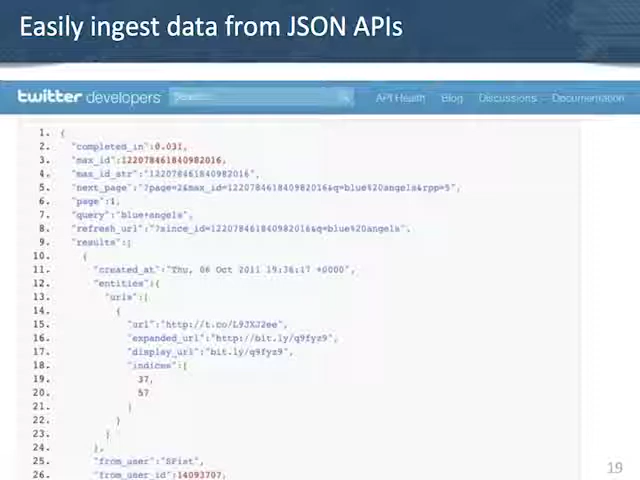 Easily ingest data from JSON APIs
twitter developers Search API Health Blog Discussions Documentation
1. {
2. "completed_in":0.031,
3. "max_id":122078461840982016,
4. "max_id_str":"122078461840982016",
5. "next_page":"?page=2&max_id=122078461840982016&q=blue%20angels&rpp=5",
6. "page":1,
7. "query":"blue+angels",
8. "refresh_url":"?since_id=122078461840982016&q=blue%20angels",
9. "results":[
10. {
11. "created_at":"Thu, 06 Oct 2011 19:36:17 +0000",
12. "entities":{
13. "urls":[
14. {
15. "url":"http://t.co/L9JXJ2ee",
16. "expanded_url":"http://bit.ly/q9fyz9",
17. "display_url":"bit.ly/q9fyz9",
18. "indices":[
19. 37,
20. 57
21. ]
22. }
23. ]
24. },
25. "from_user":"SFist",
26. "from_user_id":14093707,
19